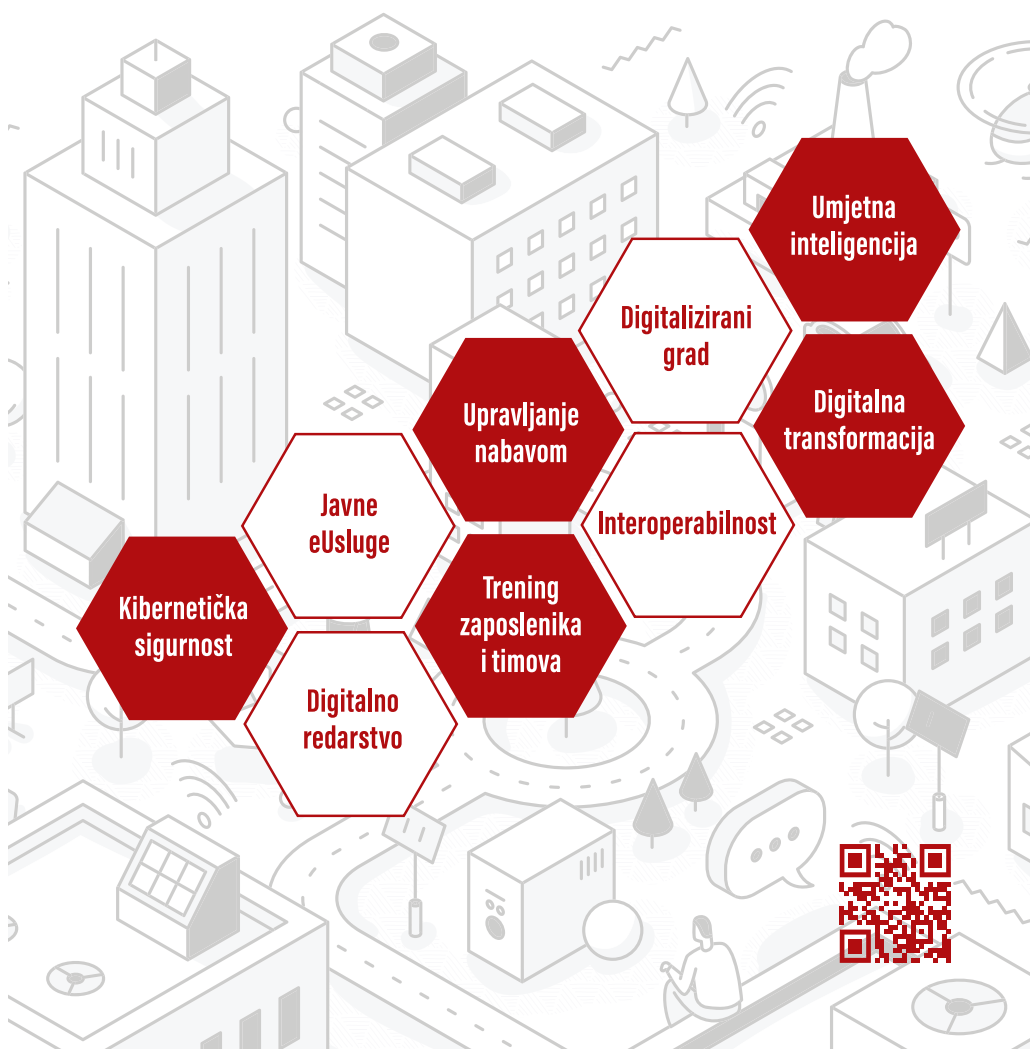 Umjetna
inteligencija
Digitalizirani
grad
Digitalna
transformacija
Upravljanje
nabavom
Interoperabilnost
Javne
eUsluge
Trening
zaposlenika
i timova
Kibernetička
sigurnost
Digitalno
redarstvo